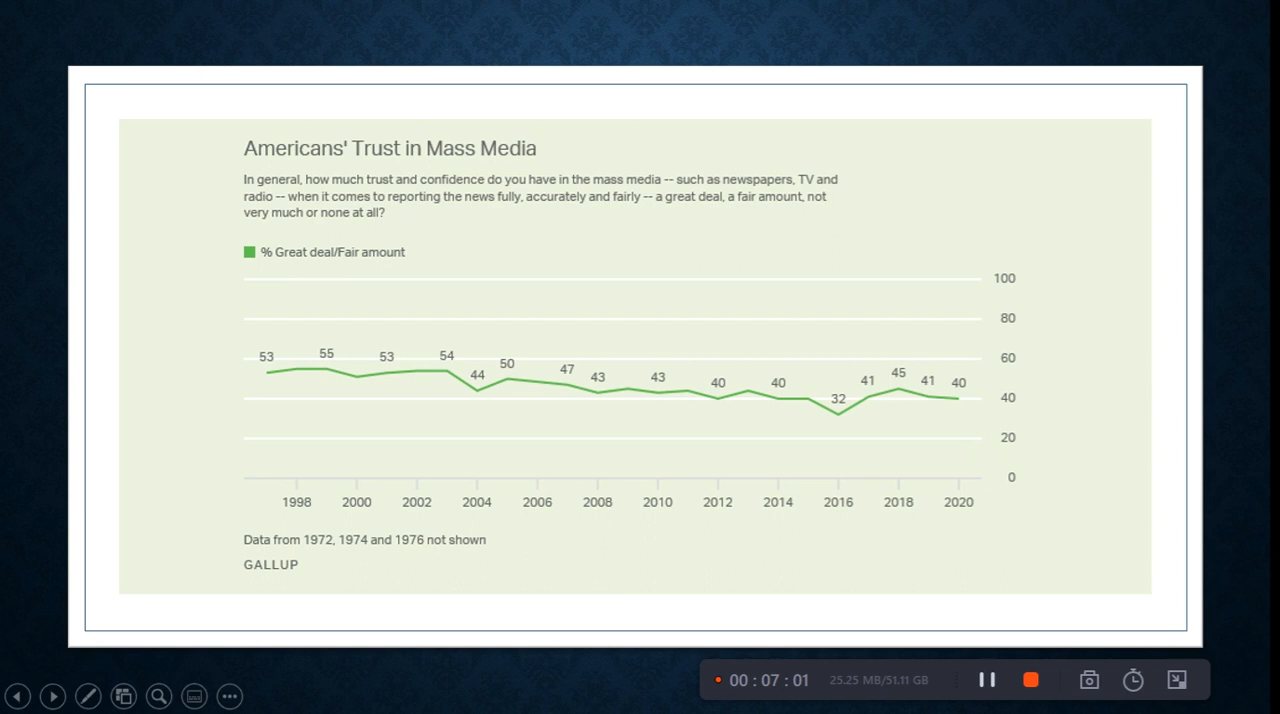 Americans' Trust in Mass Media
In general, how much trust and confidence do you have in the mass media -- such as newspapers, TV and
radio -- when it comes to reporting the news fully, accurately and fairly -- a great deal, a fair amount, not
very much or none at all?
% Great deal/Fair amount
100
80
60
40
20
0
53
55
53
54
44
50
47
43
43
40
40
32
41
45
41
40
1998 2000 2002 2004 2006 2008 2010 2012 2014 2016 2018 2020
Data from 1972, 1974 and 1976 not shown
GALLUP
00 : 07 : 01 25.25 MB/51.11 GB